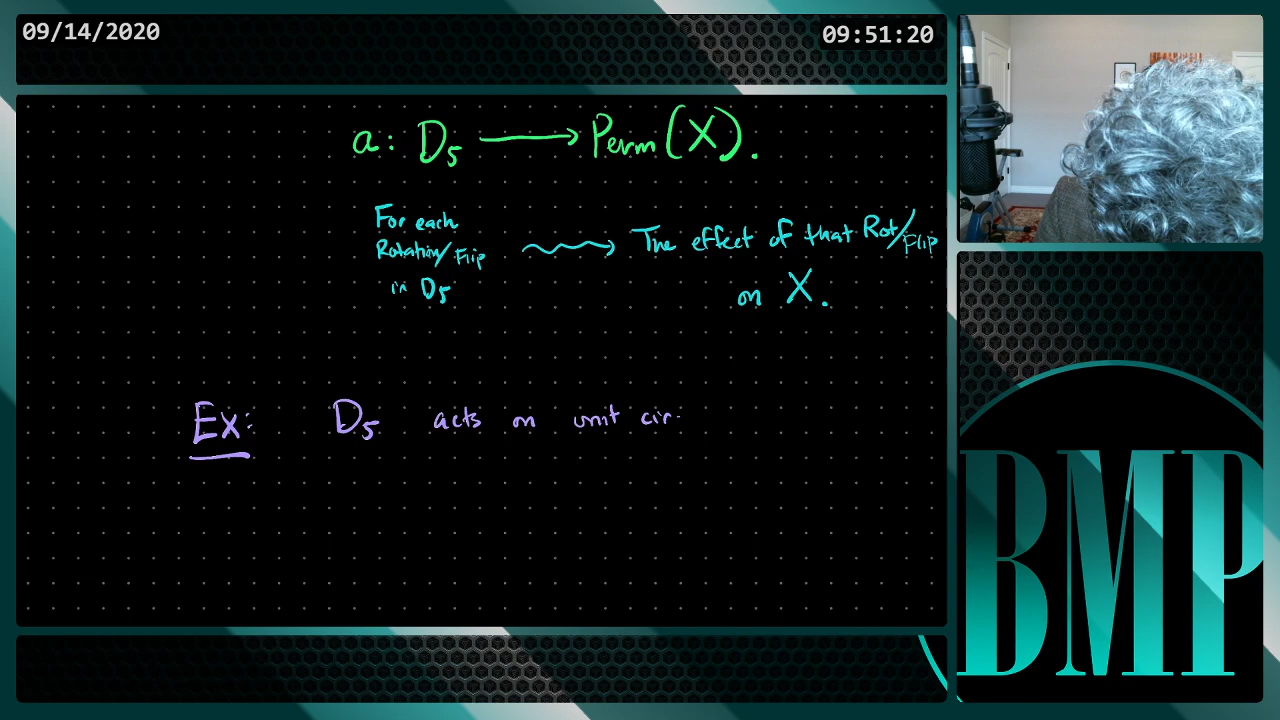 09/14/2020
09:51:20
a: D₅ ⟶ Perm(X).
For each
Rotation/Flip
in D₅
The effect of that Rot/Flip
on X.
Ex: D₅ acts on unit cir
BMP